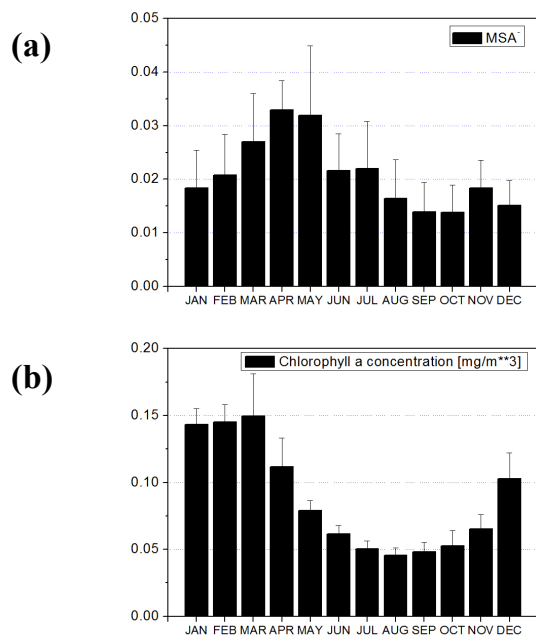 (a)
0.05
0.04
0.03
0.02
0.01
0.00
MSA⁻
JAN FEB MAR APR MAY JUN JUL AUG SEP OCT NOV DEC
(b)
0.20
0.15
0.10
0.05
0.00
Chlorophyll a concentration [mg/m**3]
JAN FEB MAR APR MAY JUN JUL AUG SEP OCT NOV DEC